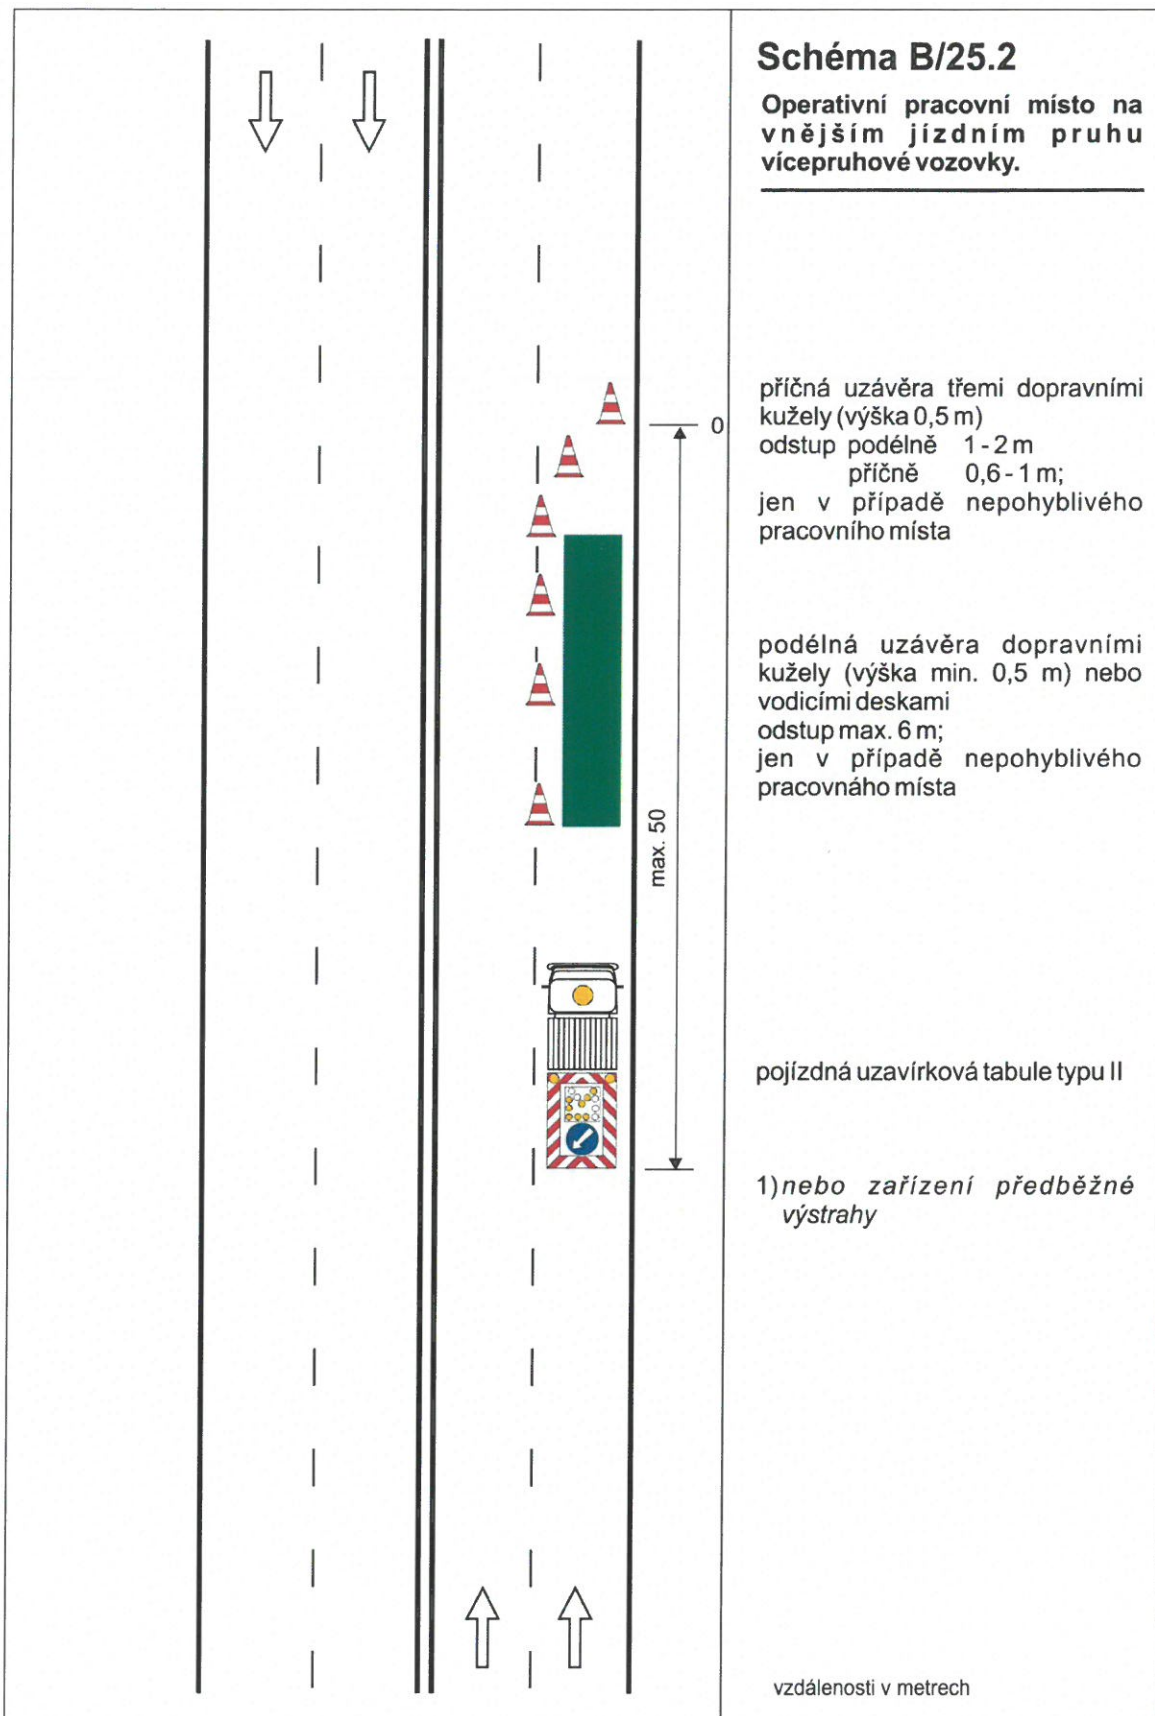 Schéma B/25.2
Operativní pracovní místo na
vnějším jízdním pruhu
vícepruhové vozovky.
příčná uzávěra třemi dopravními
kužely (výška 0,5 m)
odstup podélně 1 - 2 m
příčně 0,6 - 1 m;
jen v případě nepohyblivého
pracovního místa
0
podélná uzávěra dopravními
kužely (výška min. 0,5 m) nebo
vodicími deskami
odstup max. 6 m;
jen v případě nepohyblivého
pracovnáho místa
max. 50
pojízdná uzavírková tabule typu II
1) nebo zařízení předběžné
výstrahy
vzdálenosti v metrech